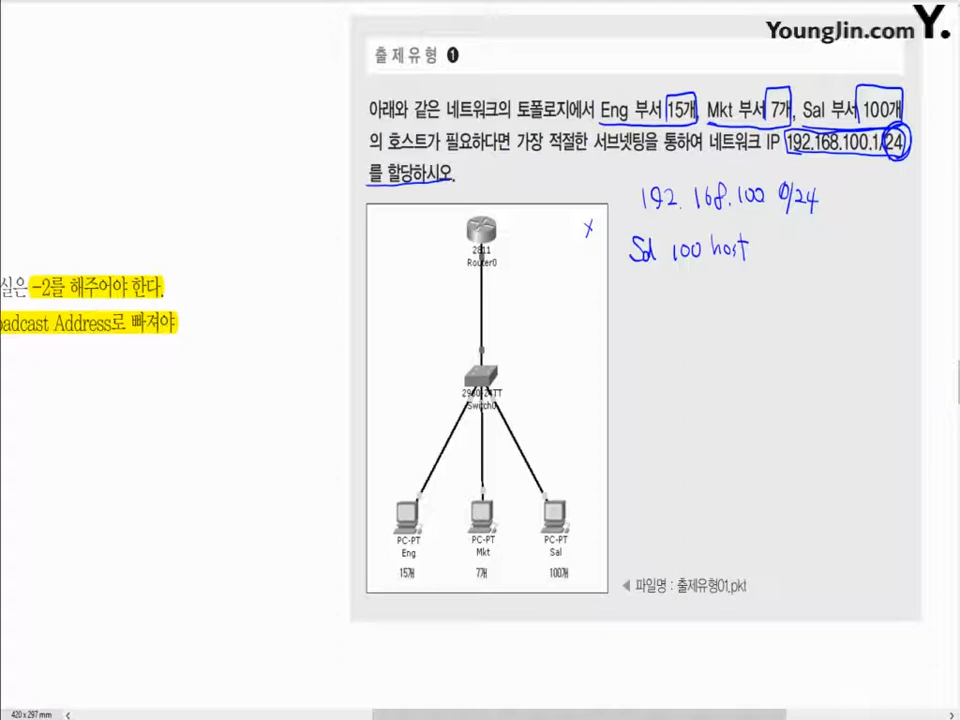 YoungJin.com Y.
출제유형 1
아래와 같은 네트워크의 토폴로지에서 Eng 부서 15개, Mkt 부서 7개, Sal 부서 100개
의 호스트가 필요하다면 가장 적절한 서브넷팅을 통하여 네트워크 IP 192.168.100.1/24
를 할당하시오.
192.168.100 0/24
Sal 100 host
X
2811
Router0
실은 -2를 해주어야 한다.
oadcast Address로 빠져야
2960-24TT
Switch0
PC-PT
Eng
15개
PC-PT
Mkt
7개
PC-PT
Sal
100개
◀ 파일명 : 출제유형01.pkt
420 x 297 mm